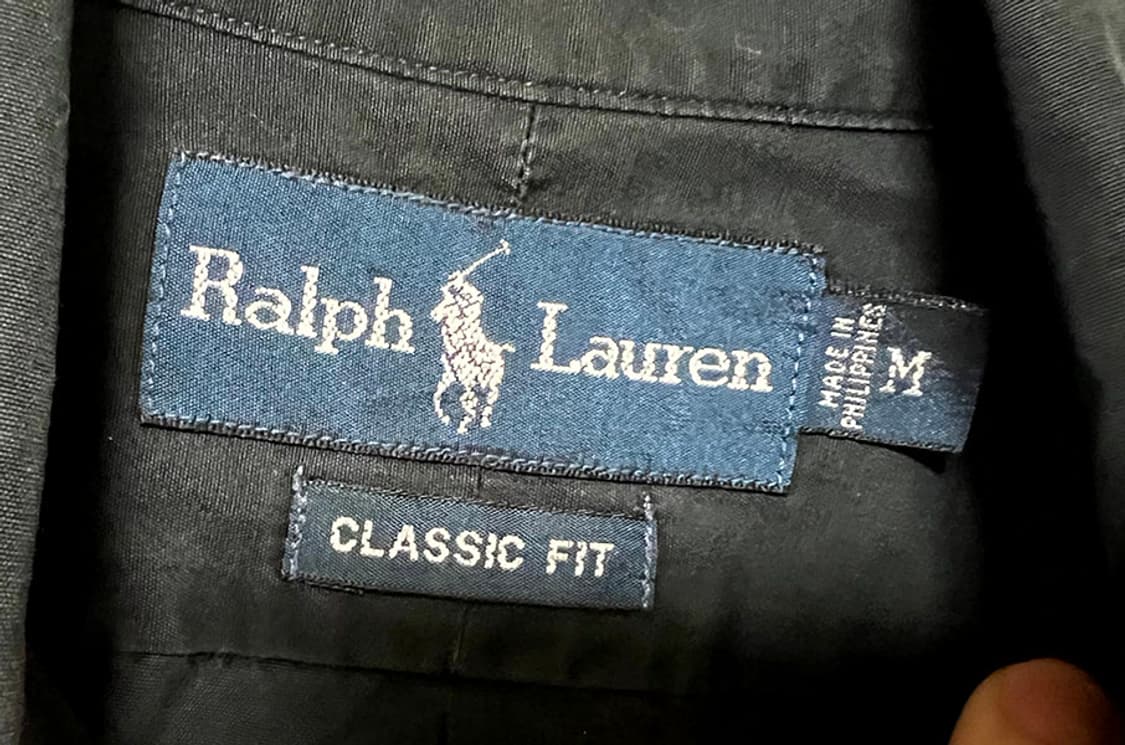 Ralph Lauren
MADE IN
PHILIPPINES
M
CLASSIC FIT